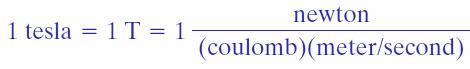 1 tesla = 1 T = 1 newton / (coulomb)(meter/second)